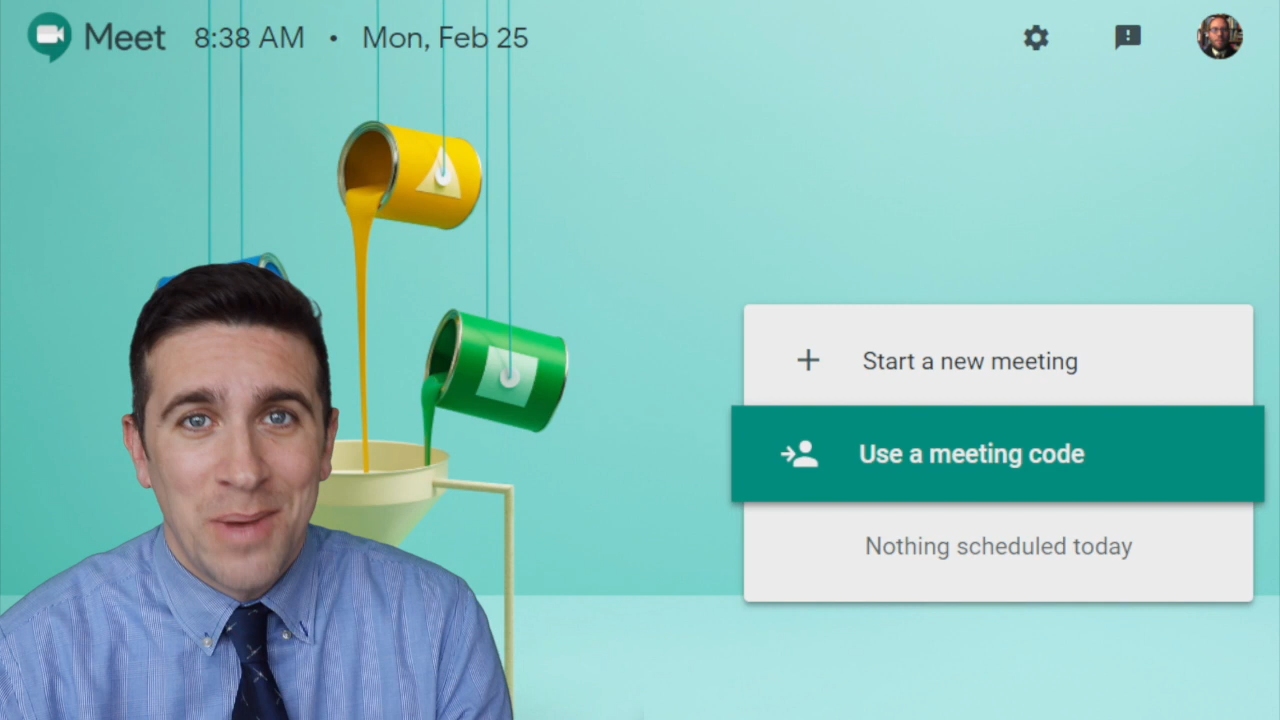 Meet 8:38 AM • Mon, Feb 25
Start a new meeting
Use a meeting code
Nothing scheduled today